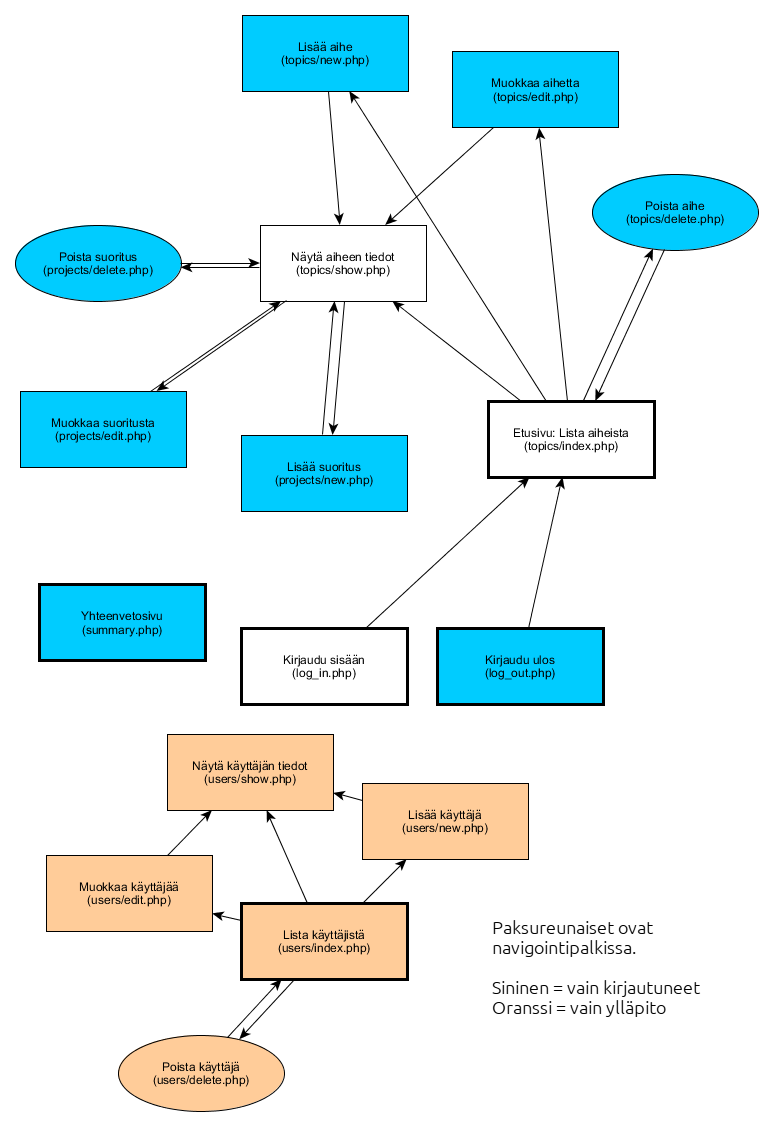 Lisää aihe
(topics/new.php)
Muokkaa aihetta
(topics/edit.php)
Poista aihe
(topics/delete.php)
Poista suoritus
(projects/delete.php)
Näytä aiheen tiedot
(topics/show.php)
Muokkaa suoritusta
(projects/edit.php)
Lisää suoritus
(projects/new.php)
Etusivu: Lista aiheista
(topics/index.php)
Yhteenvetosivu
(summary.php)
Kirjaudu sisään
(log_in.php)
Kirjaudu ulos
(log_out.php)
Näytä käyttäjän tiedot
(users/show.php)
Lisää käyttäjä
(users/new.php)
Muokkaa käyttäjää
(users/edit.php)
Lista käyttäjistä
(users/index.php)
Paksureunaiset ovat
navigointipalkissa.
Sininen = vain kirjautuneet
Oranssi = vain ylläpito
Poista käyttäjä
(users/delete.php)